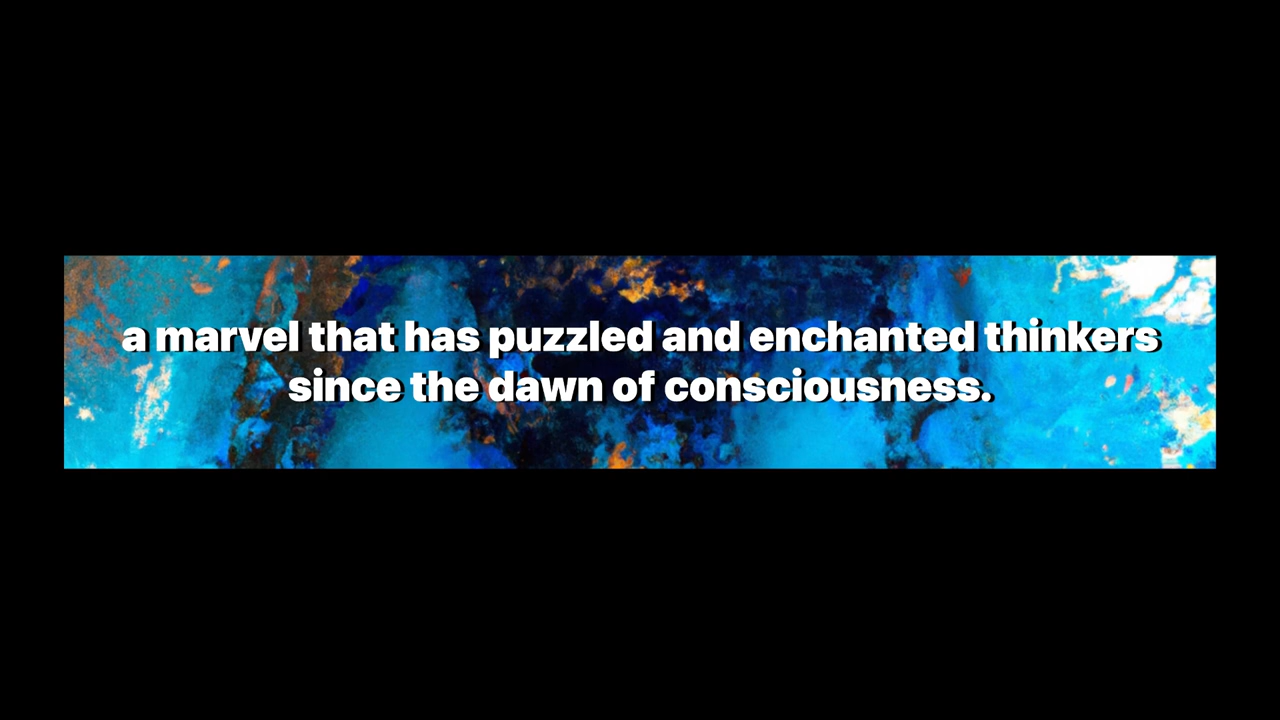 a marvel that has puzzled and enchanted thinkers
since the dawn of consciousness.